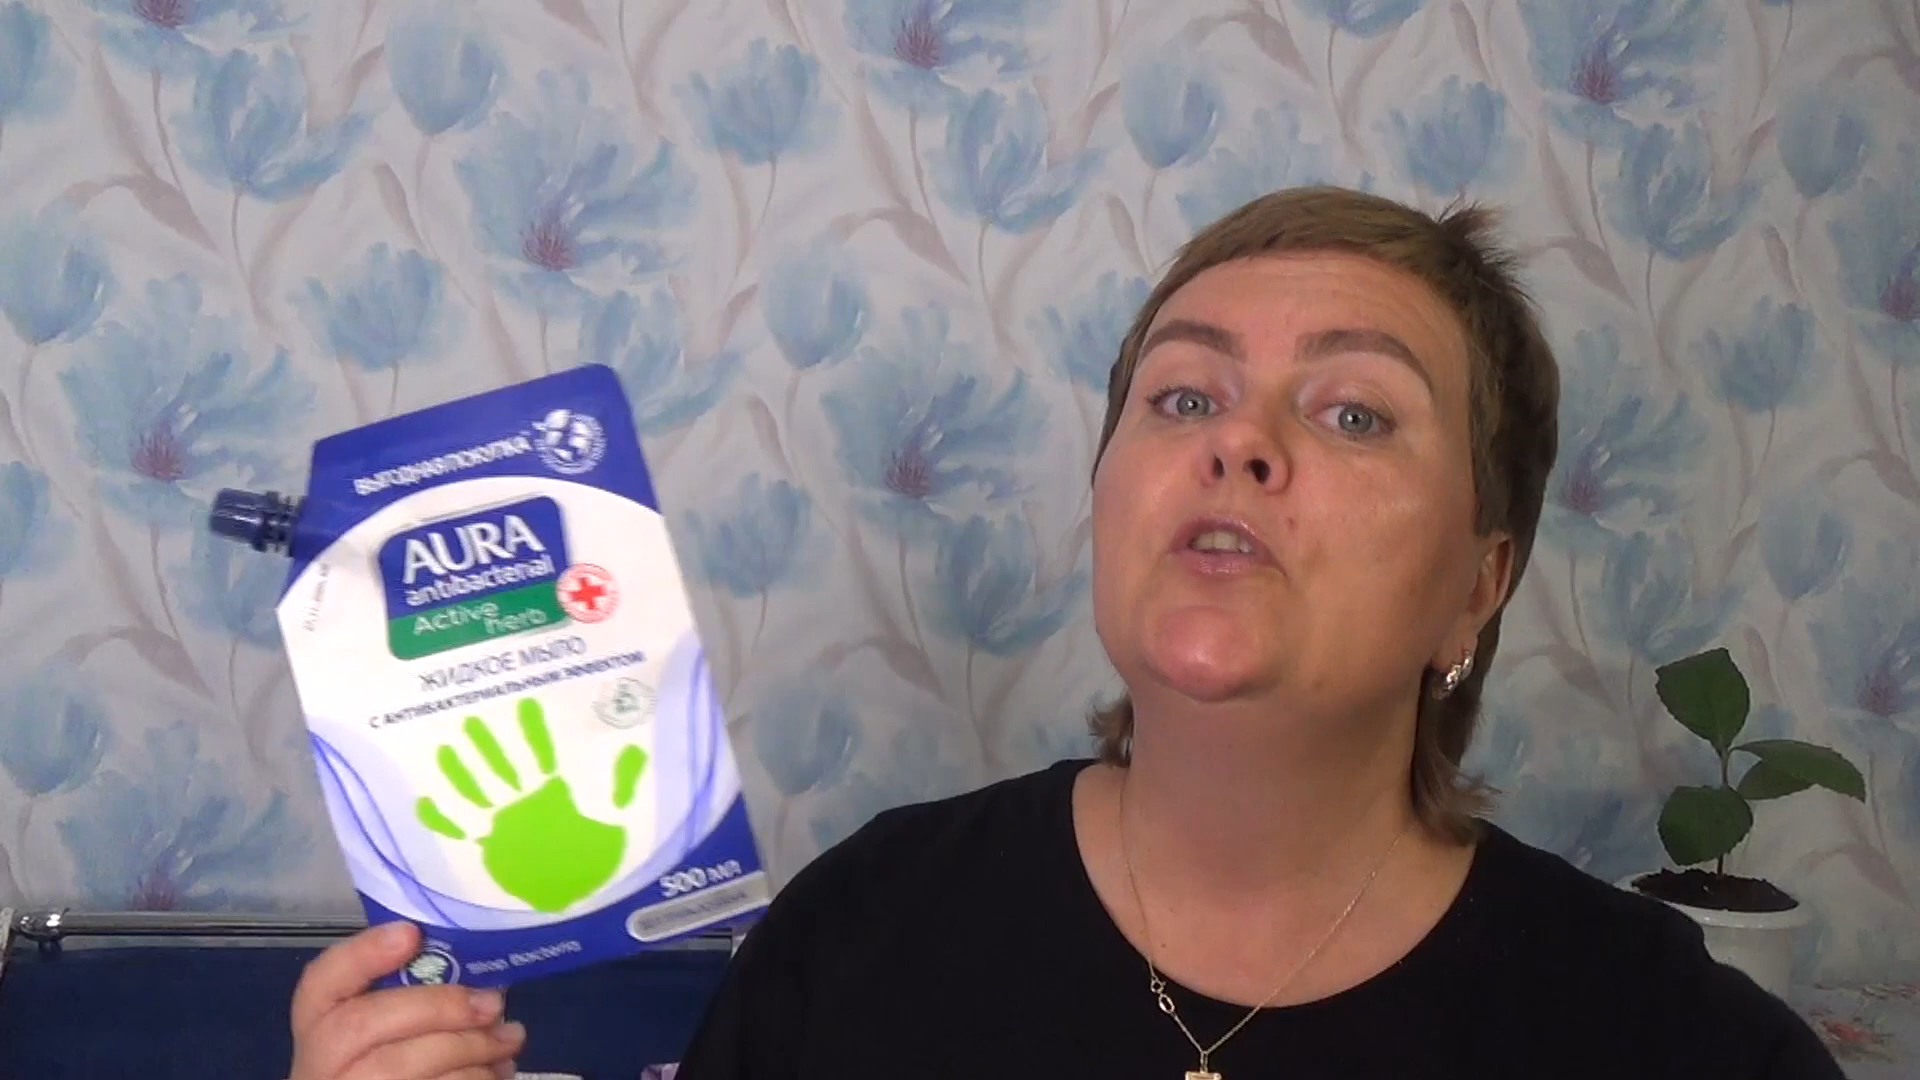 ВЫГОДНАЯ ПОКУПКА
AURA
antibacterial
Active
herb
ЖИДКОЕ МЫЛО
С АНТИБАКТЕРИАЛЬНЫМ ЭФФЕКТОМ
500 мл
Stop Bacteria